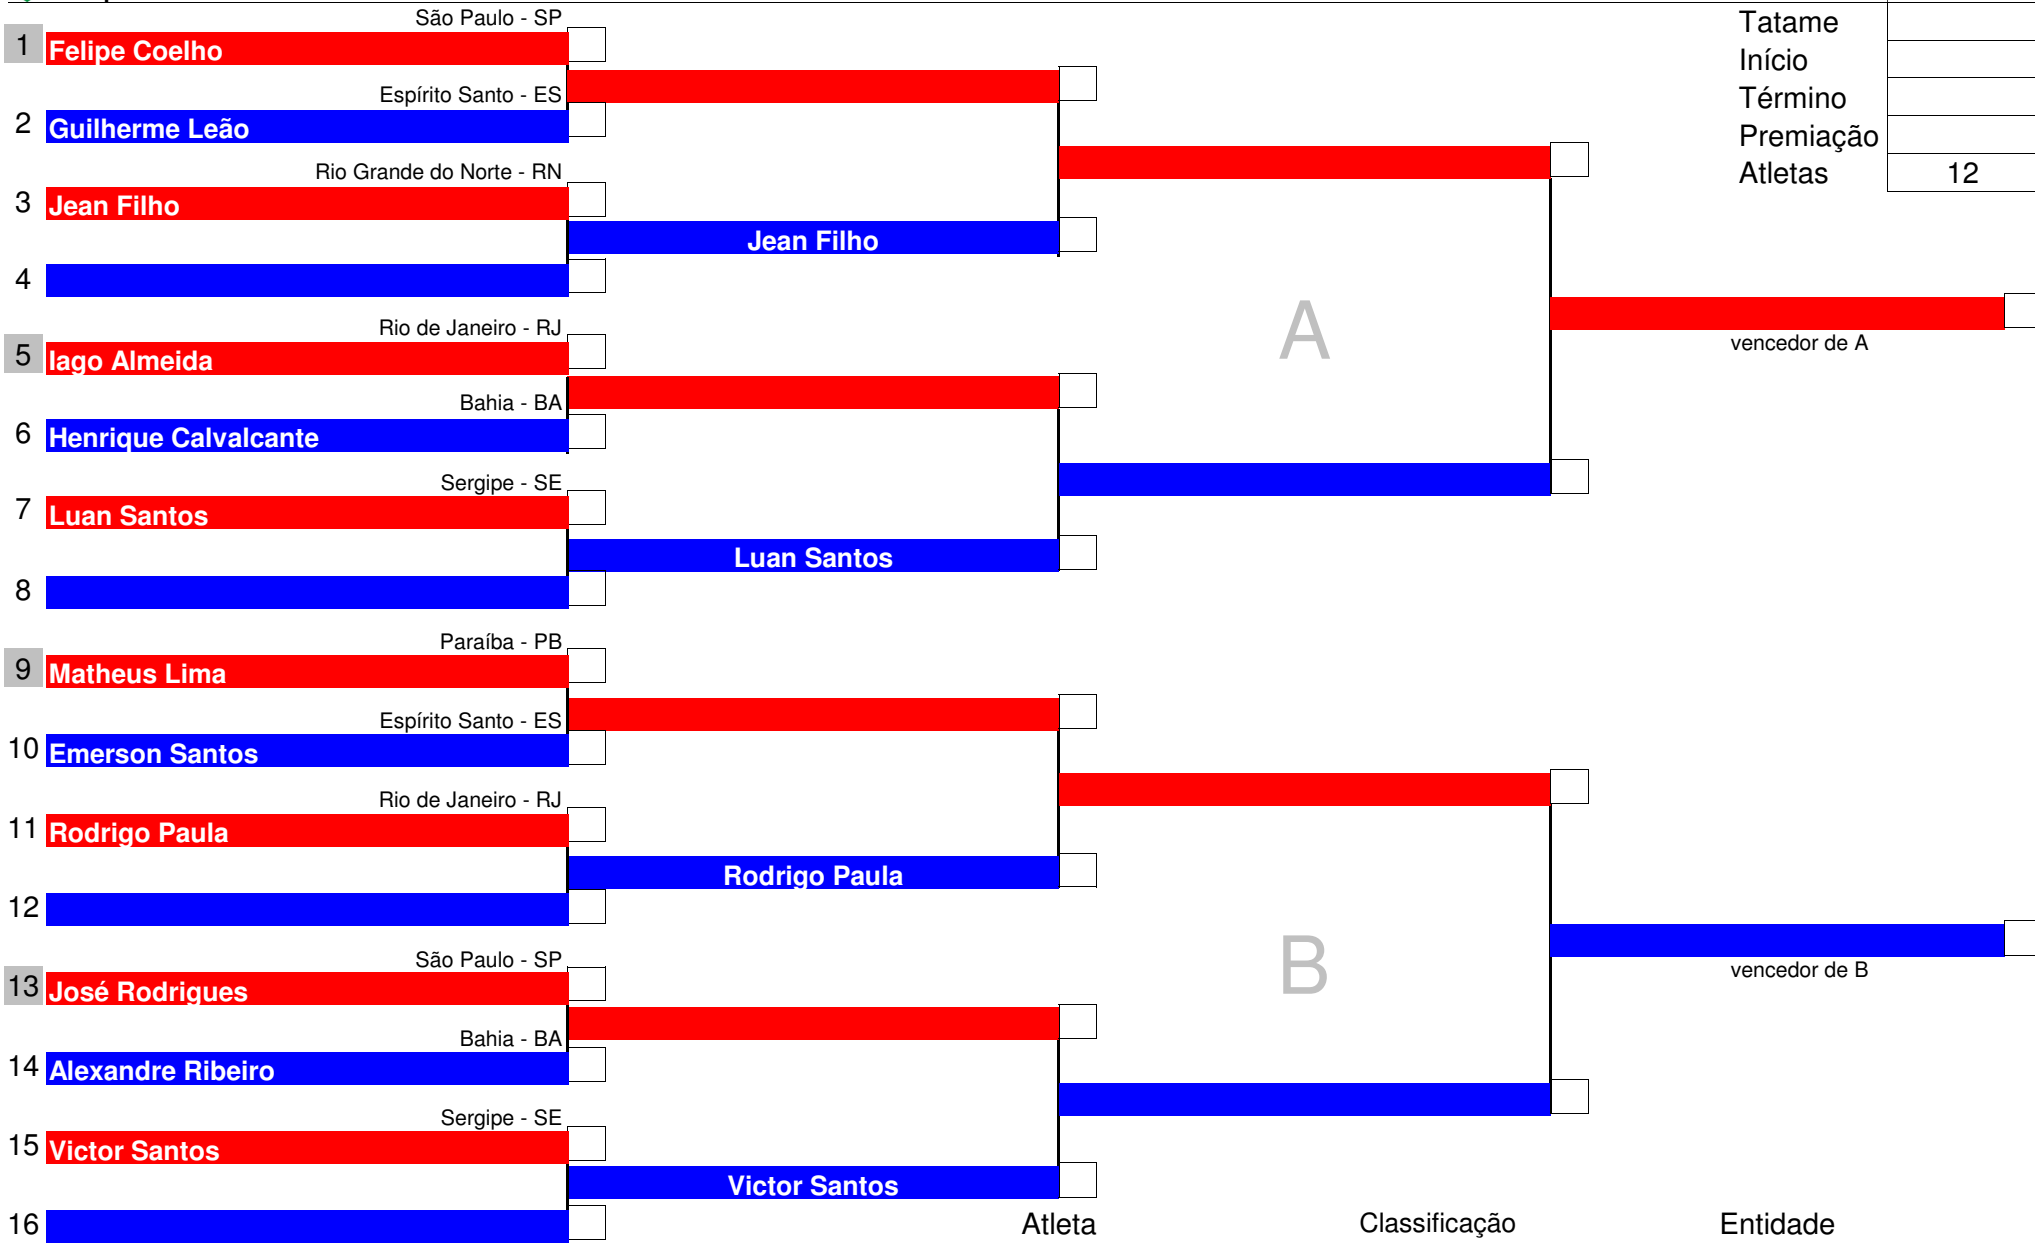 São Paulo - SP
1 Felipe Coelho
Espírito Santo - ES
2 Guilherme Leão
Rio Grande do Norte - RN
3 Jean Filho
Jean Filho
4
Rio de Janeiro - RJ
5 Iago Almeida
Bahia - BA
6 Henrique Calvalcante
Sergipe - SE
7 Luan Santos
Luan Santos
8
Paraíba - PB
9 Matheus Lima
Espírito Santo - ES
10 Emerson Santos
Rio de Janeiro - RJ
11 Rodrigo Paula
Rodrigo Paula
12
São Paulo - SP
13 José Rodrigues
Bahia - BA
14 Alexandre Ribeiro
Sergipe - SE
15 Victor Santos
Victor Santos
16
A
B
Tatame
Início
Término
Premiação
Atletas 12
vencedor de A
vencedor de B
Atleta Classificação Entidade